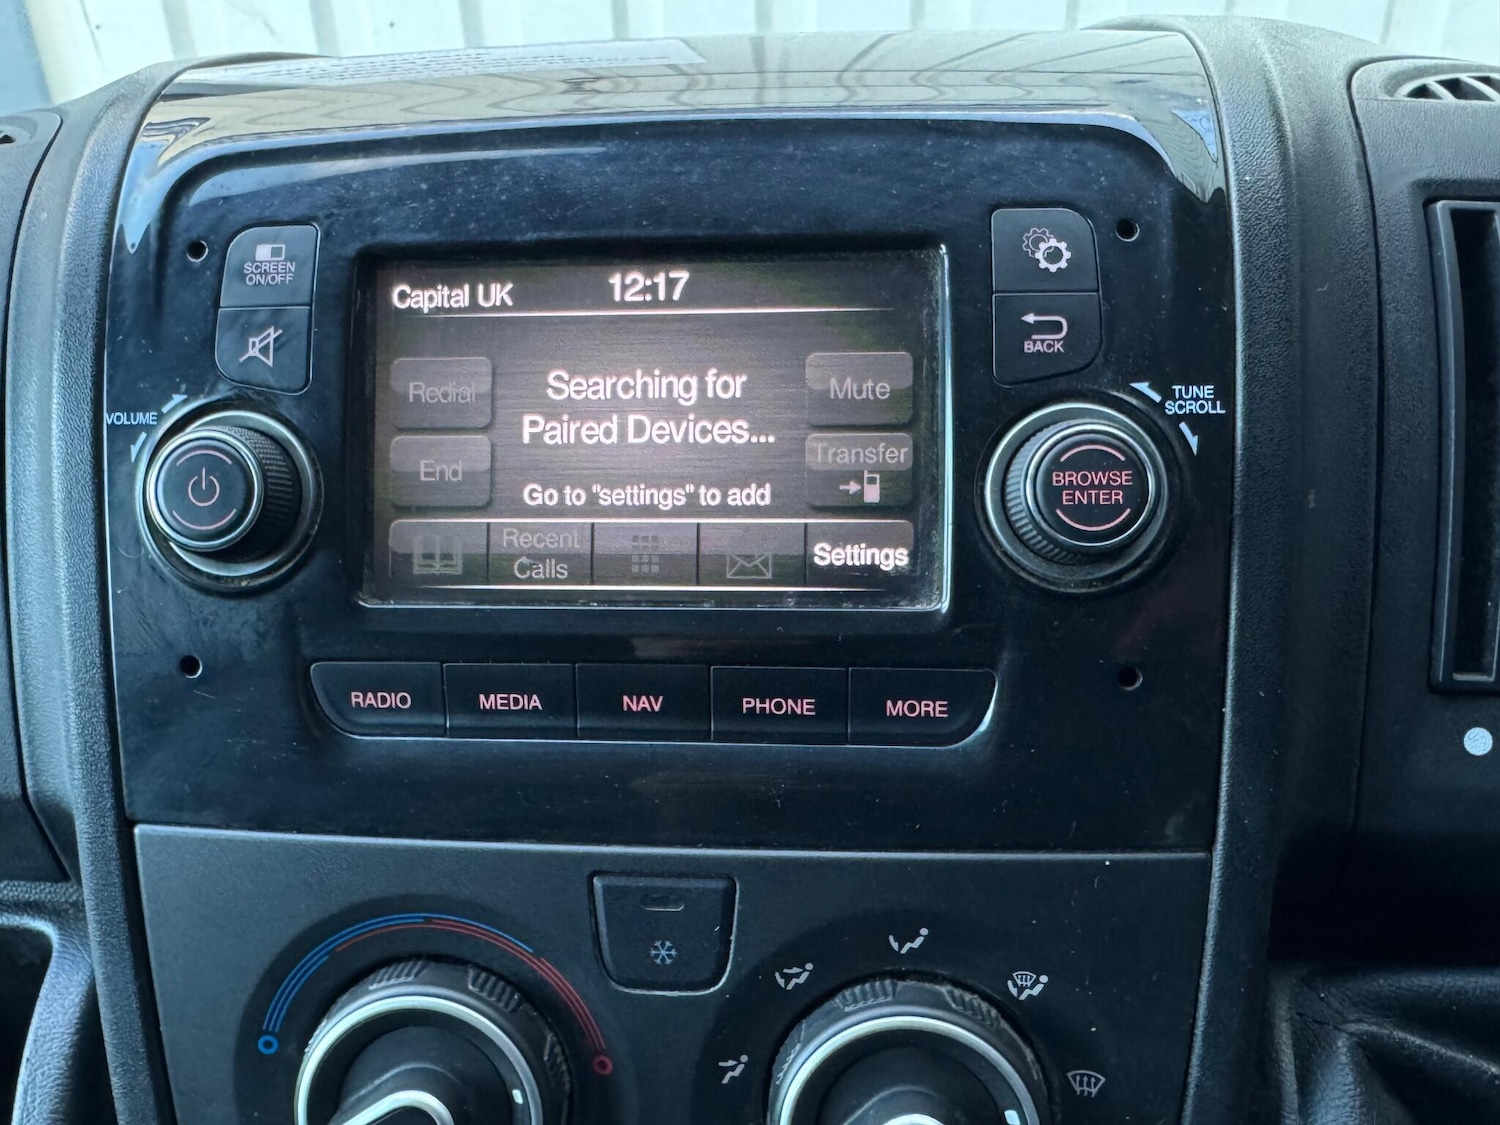 SCREEN
ON/OFF
VOLUME
Capital UK
12:17
Redial
Searching for
Paired Devices...
Mute
End
Transfer
Go to "settings" to add
Recent
Calls
Settings
BACK
TUNE
SCROLL
BROWSE
ENTER
RADIO
MEDIA
NAV
PHONE
MORE